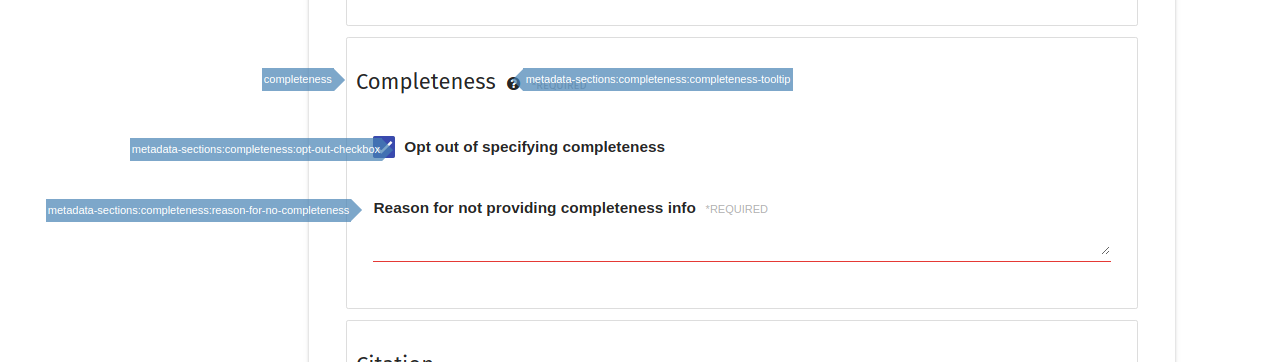 completeness
Completeness ? *REQUIRED metadata-sections:completeness:completeness-tooltip
metadata-sections:completeness:opt-out-checkbox
Opt out of specifying completeness
metadata-sections:completeness:reason-for-no-completeness
Reason for not providing completeness info *REQUIRED
Citation